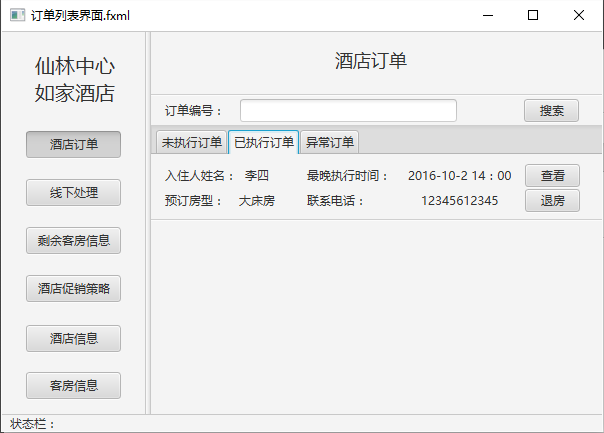 订单列表界面.fxml
仙林中心
如家酒店
酒店订单
线下处理
剩余客房信息
酒店促销策略
酒店信息
客房信息
酒店订单
订单编号： 搜索
未执行订单 已执行订单 异常订单
入住人姓名： 李四 最晚执行时间： 2016-10-2 14：00 查看
预订房型： 大床房 联系电话： 12345612345 退房
状态栏：